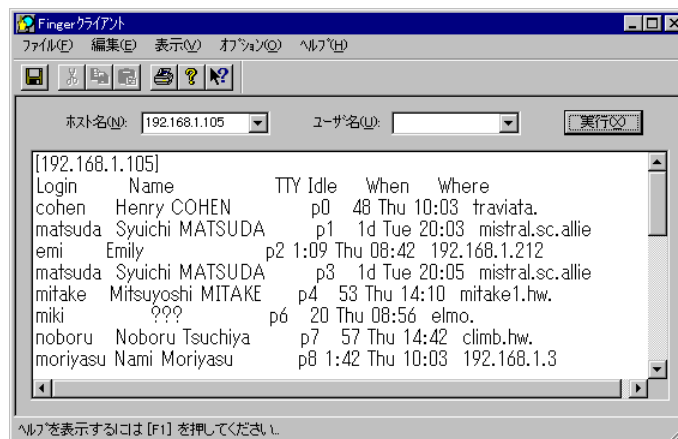 Fingerクライアント
ファイル(F) 編集(E) 表示(V) オプション(O) ヘルプ(H)
ホスト名(N): 192.168.1.105 ユーザ名(U): 実行(X)
[192.168.1.105]
Login Name TTY Idle When Where
cohen Henry COHEN p0 48 Thu 10:03 traviata.
matsuda Syuichi MATSUDA p1 1d Tue 20:03 mistral.sc.allie
emi Emily p2 1:09 Thu 08:42 192.168.1.212
matsuda Syuichi MATSUDA p3 1d Tue 20:05 mistral.sc.allie
mitake Mitsuyoshi MITAKE p4 53 Thu 14:10 mitake1.hw.
miki ??? p6 20 Thu 08:56 elmo.
noboru Noboru Tsuchiya p7 57 Thu 14:42 climb.hw.
moriyasu Nami Moriyasu p8 1:42 Thu 10:03 192.168.1.3
ヘルプを表示するには [F1] を押してください..